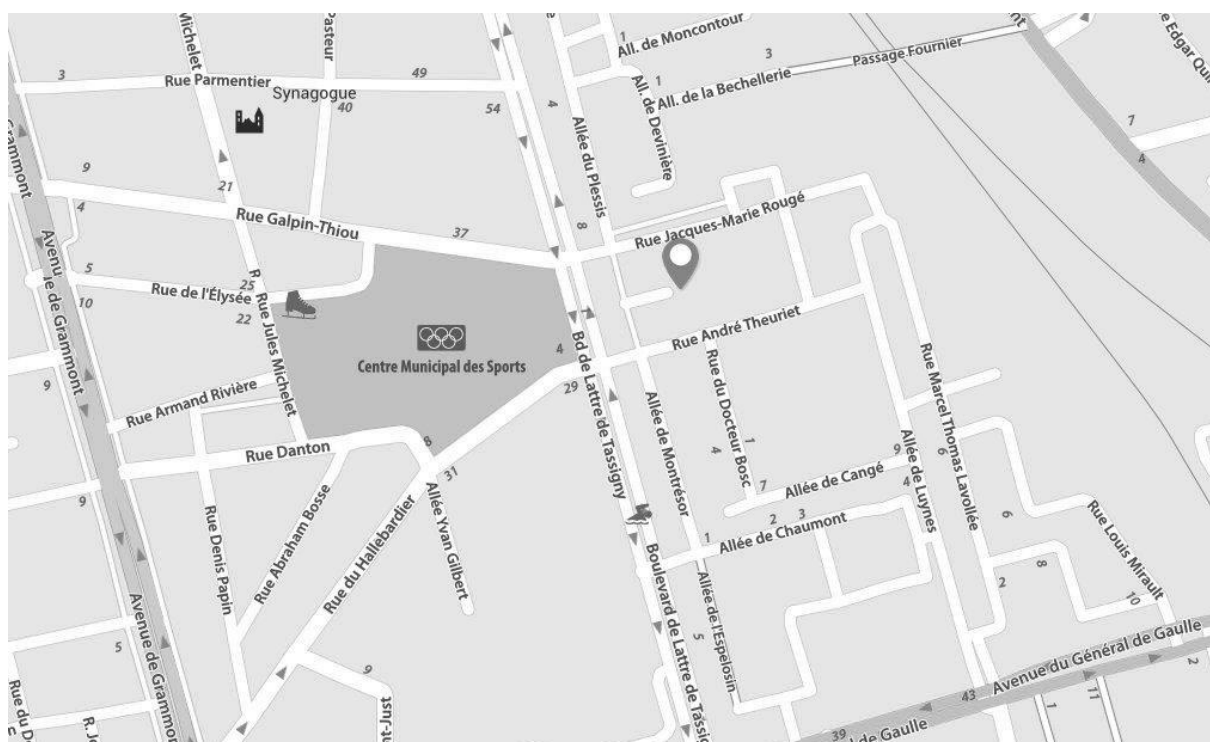 Michelet
Pasteur
All. de Moncontour
1
3
Passage Fournier
Rue Edgar Qui
3
Rue Parmentier
49
1
All. de la Bechellerie
All. de Devinière
Synagogue
40
54
4
Allée du Plessis
7
4
Grammont
9
4
21
Rue Galpin-Thiou
37
8
Rue Jacques-Marie Rougé
5
10
Rue de l'Élysée
25
22
Rue Jules Michelet
Avenue de Grammont
Centre Municipal des Sports
4
29
Bd de Lattre de Tassigny
Rue André Theuriet
Rue du Docteur Bosc
Rue Marcel Thomas Lavollée
9
Rue Armand Rivière
Rue Danton
8
31
Allée de Montrésor
1
4
9
4
6
Allée de Luynes
7
Allée de Cangé
9
Rue Denis Papin
Rue Abraham Bosse
Rue du Hallebardier
Allée Yvan Gilbert
1
2
3
Allée de Chaumont
6
8
Rue Louis Mirault
10
2
Boulevard de Lattre de Tassig
Allée de l'Espelosin
5
Avenue de Grammont
5
9
nt-Just
Rue du D
R. J
43
Avenue du Général de Gaulle
2
39
l de Gaulle
1
11